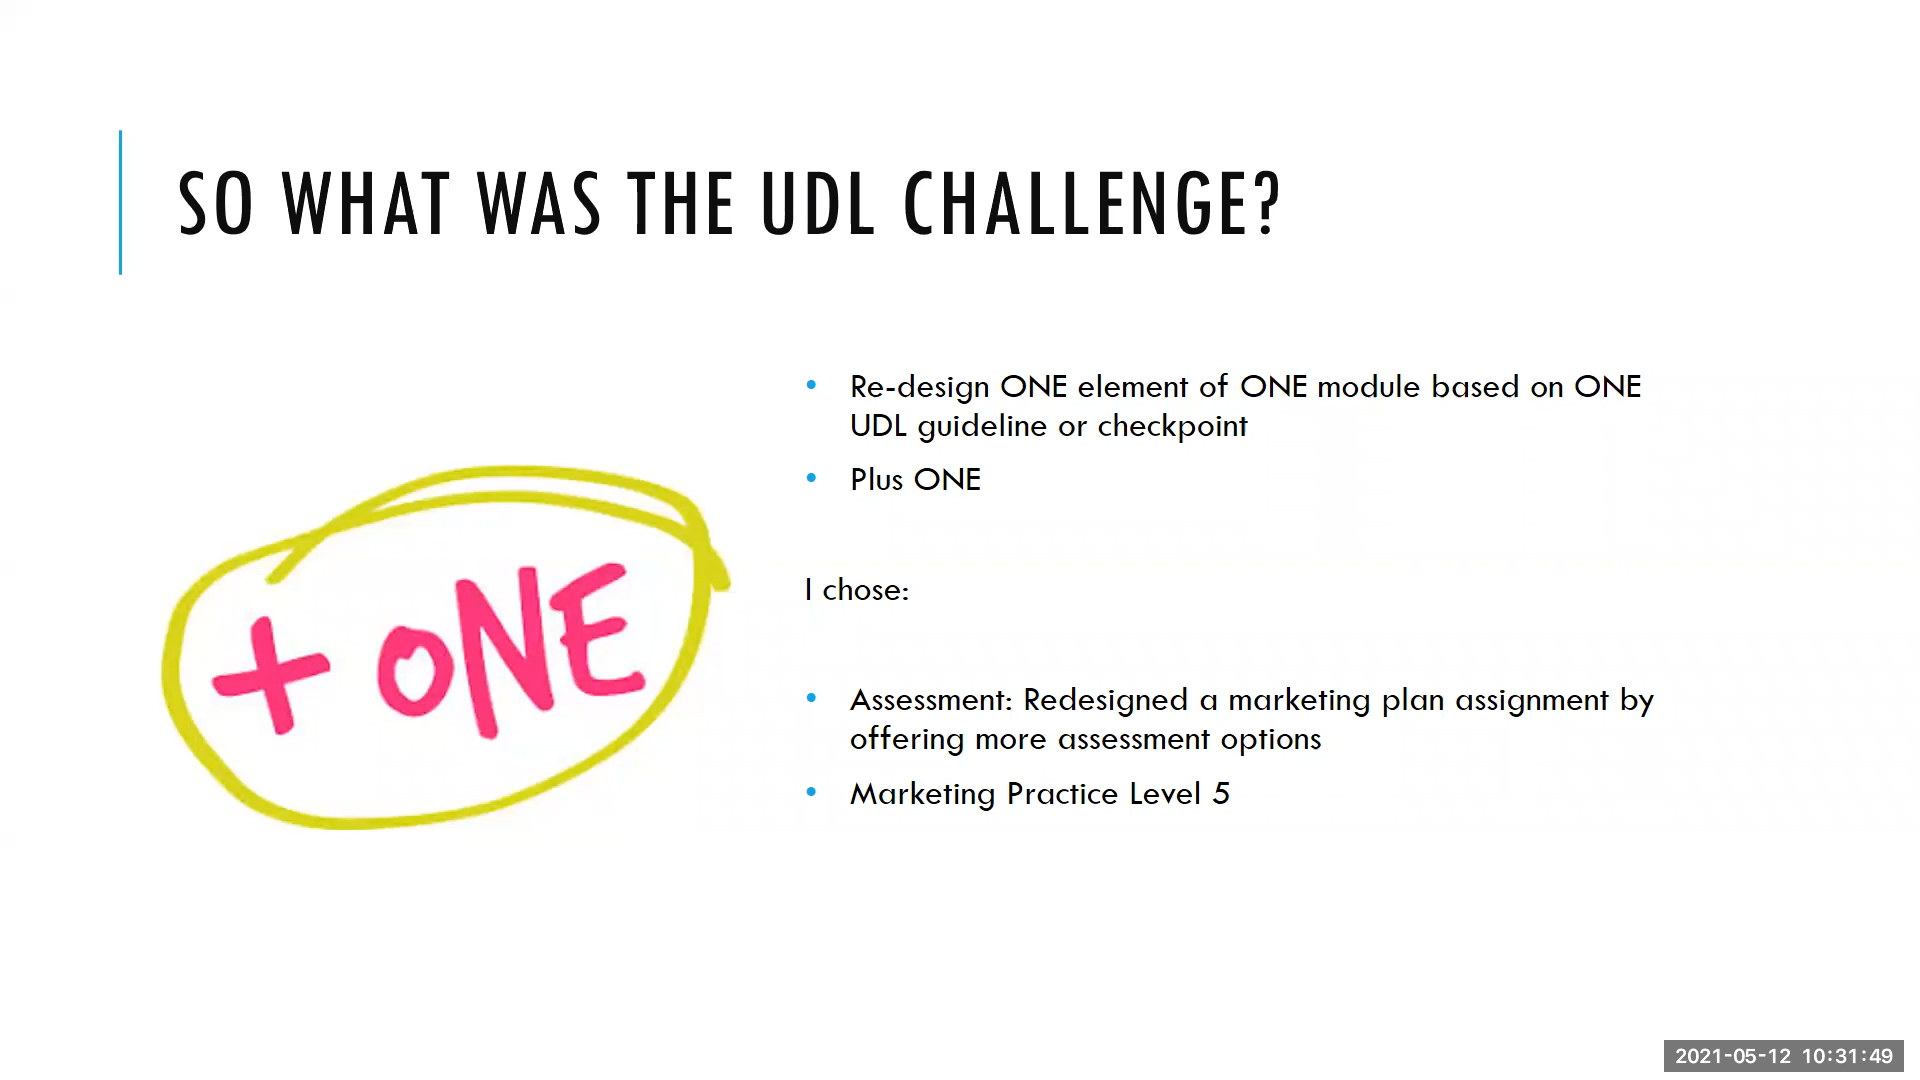 SO WHAT WAS THE UDL CHALLENGE?
+ ONE
• Re-design ONE element of ONE module based on ONE
UDL guideline or checkpoint
• Plus ONE
I chose:
• Assessment: Redesigned a marketing plan assignment by
offering more assessment options
• Marketing Practice Level 5
2021-05-12 10:31:49